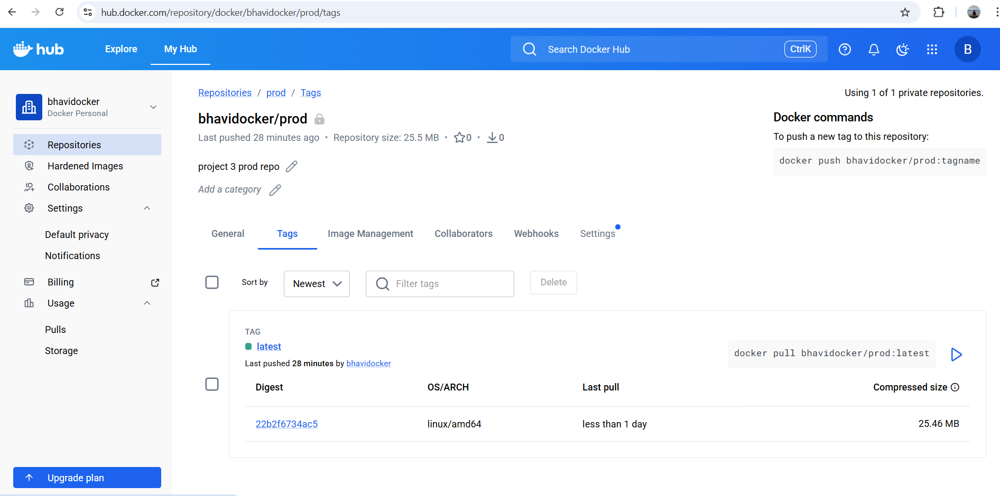 hub.docker.com/repository/docker/bhavidocker/prod/tags
hub
Explore
My Hub
Search Docker Hub
CtrlK
B
bhavidocker
Docker Personal
Repositories
Hardened Images
Collaborations
Settings
Default privacy
Notifications
Billing
Usage
Pulls
Storage
Upgrade plan
Repositories / prod / Tags
Using 1 of 1 private repositories.
bhavidocker/prod
Last pushed 28 minutes ago • Repository size: 25.5 MB • 0 • 0
project 3 prod repo
Add a category
Docker commands
To push a new tag to this repository:
docker push bhavidocker/prod:tagname
General Tags Image Management Collaborators Webhooks Settings
Sort by Newest Filter tags Delete
TAG
latest
Last pushed 28 minutes by bhavidocker
docker pull bhavidocker/prod:latest
Digest OS/ARCH Last pull Compressed size
22b2f6734ac5 linux/amd64 less than 1 day 25.46 MB